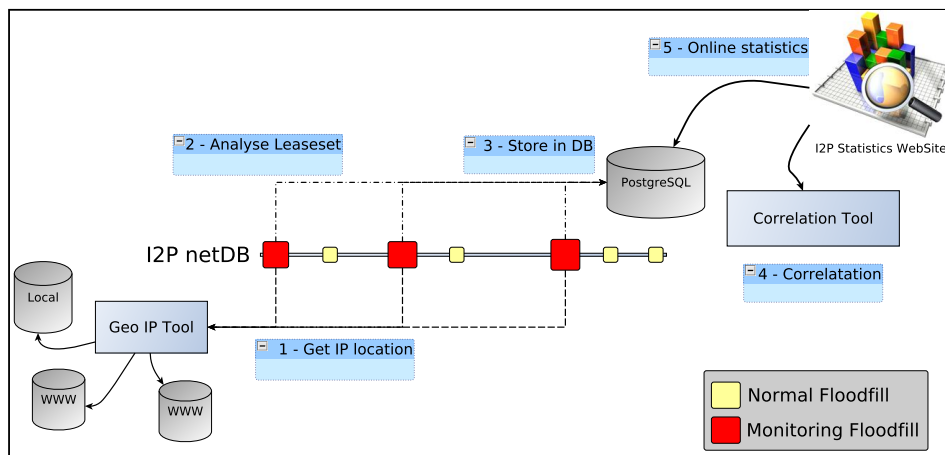 5 - Online statistics
I2P Statistics WebSite
2 - Analyse Leaseset
3 - Store in DB
PostgreSQL
Correlation Tool
I2P netDB
4 - Correlatation
Local
Geo IP Tool
1 - Get IP location
WWW
WWW
Normal Floodfill
Monitoring Floodfill